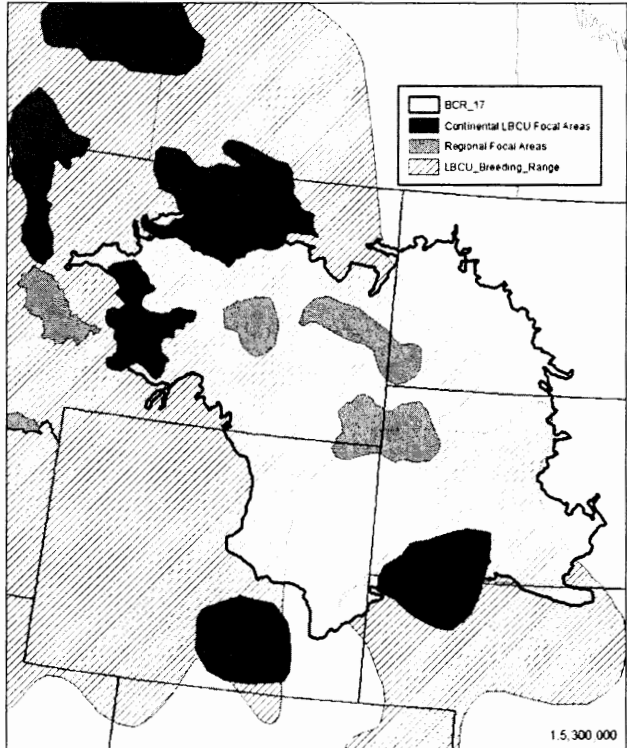 BCR_17
Continental LBCU Focal Areas
Regional Focal Areas
LBCU_Breeding_Range
1:5,300,000